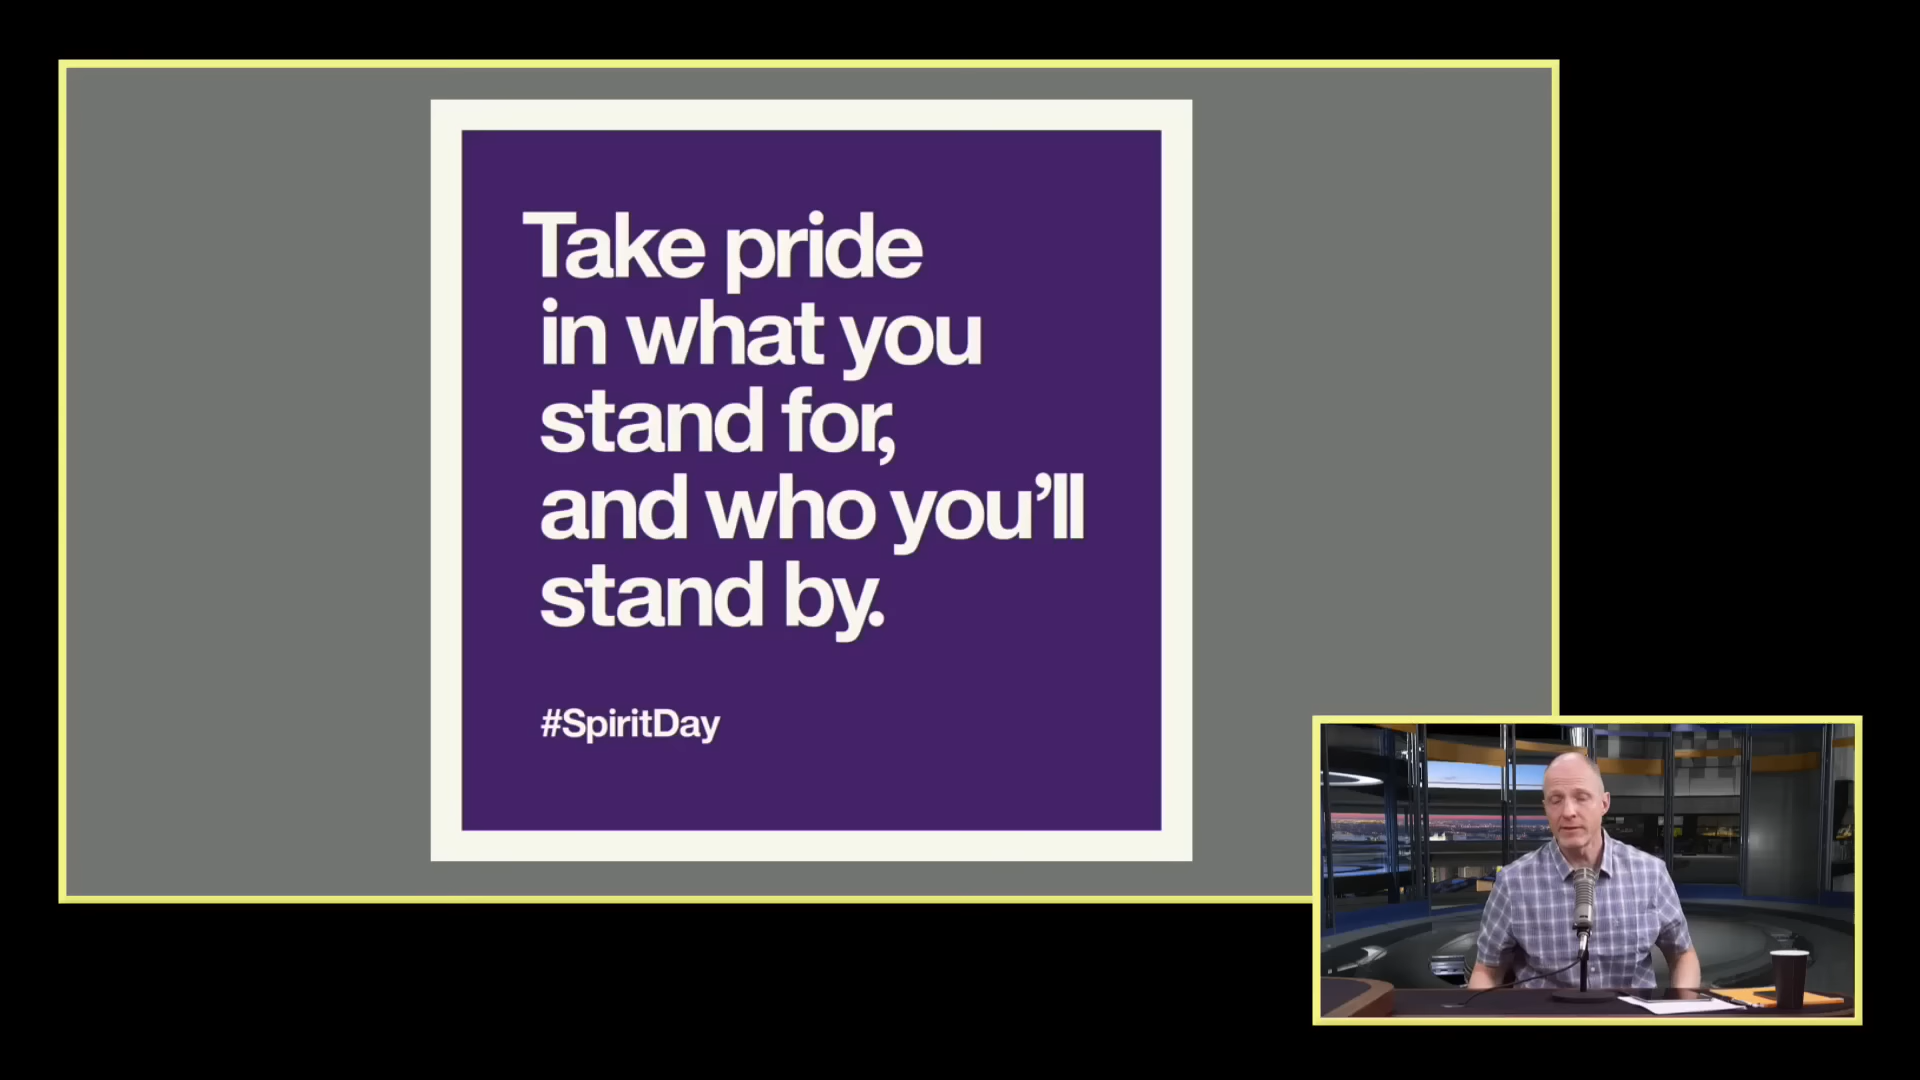 Take pride
in what you
stand for,
and who you’ll
stand by.
#SpiritDay